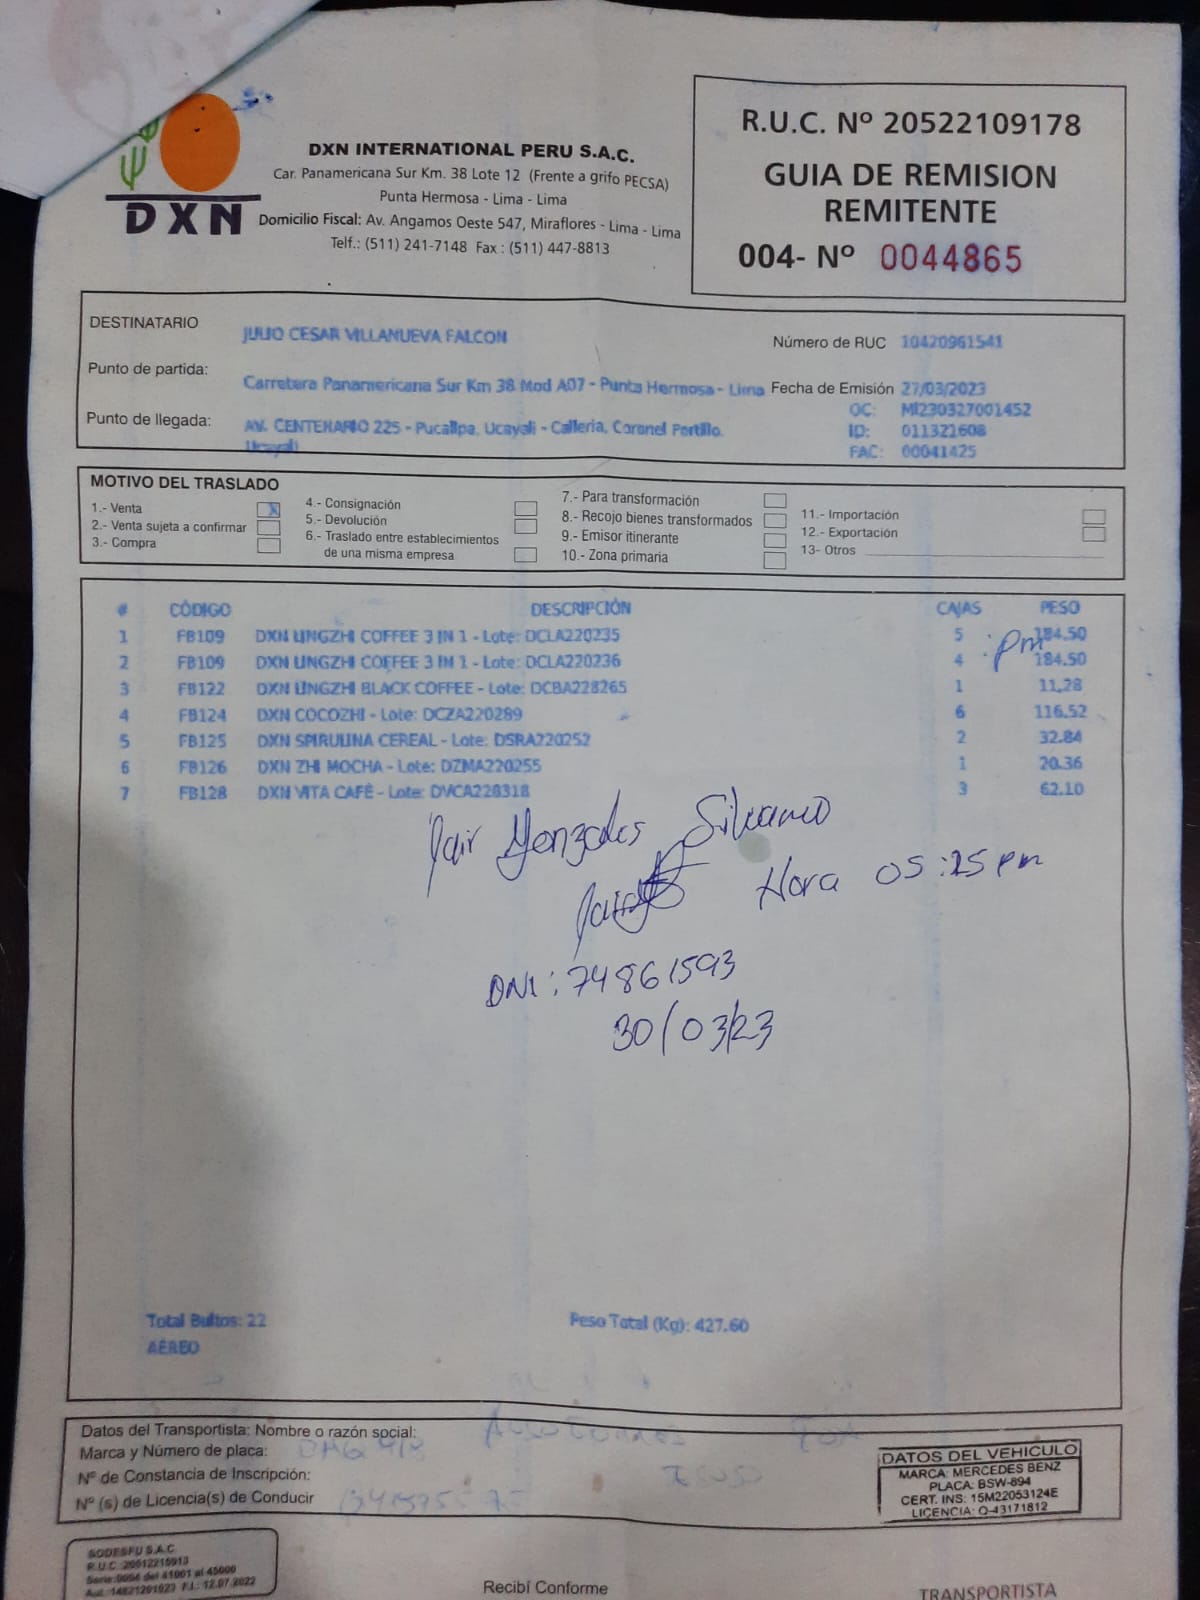 DXN
DXN INTERNATIONAL PERU S.A.C.
Car. Panamericana Sur Km. 38 Lote 12 (Frente a grifo PECSA)
Punta Hermosa - Lima - Lima
Domicilio Fiscal: Av. Angamos Oeste 547, Miraflores - Lima - Lima
Telf.: (511) 241-7148 Fax : (511) 447-8813
R.U.C. Nº 20522109178
GUIA DE REMISION
REMITENTE
004- Nº 0044865
DESTINATARIO JULIO CESAR VILLANUEVA FALCON Número de RUC 10420961541
Punto de partida: Carretera Panamericana Sur Km 38 Mod A07 - Punta Hermosa - Lima Fecha de Emisión 27/03/2023
OC: MI230327001452
Punto de llegada: AV. CENTENARIO 225 - Pucallpa, Ucayali - Calleria, Coronel Portillo. ID: 011321608
Ucayali FAC: 00041425
MOTIVO DEL TRASLADO
1.- Venta X
2.- Venta sujeta a confirmar
3.- Compra
4.- Consignación
5.- Devolución
6.- Traslado entre establecimientos
de una misma empresa
7.- Para transformación
8.- Recojo bienes transformados
9.- Emisor itinerante
10.- Zona primaria
11.- Importación
12.- Exportación
13- Otros
# CÓDIGO DESCRIPCIÓN CAJAS PESO
1 FB109 DXN LINGZHI COFFEE 3 IN 1 - Lote: DCLA220235 5 184.50
2 FB109 DXN LINGZHI COFFEE 3 IN 1 - Lote: DCLA220236 4 184.50
pm
3 FB122 DXN LINGZHI BLACK COFFEE - Lote: DCBA228265 1 11,28
4 FB124 DXN COCOZHI - Lote: DCZA220289 6 116.52
5 FB125 DXN SPIRULINA CEREAL - Lote: DSRA220252 2 32.84
6 FB126 DXN ZHI MOCHA - Lote: DZMA220255 1 20.36
7 FB128 DXN VITA CAFÉ - Lote: DVCA228318 3 62.10
Jair Gonzales Silvano
Hora 05:25 pm
DNI: 74861593
30/03/23
Total Bultos: 22 Peso Total (Kg): 427.60
AÉREO
Datos del Transportista: Nombre o razón social:
Marca y Número de placa:
Nº de Constancia de Inscripción:
Nº (s) de Licencia(s) de Conducir
DATOS DEL VEHICULO
MARCA: MERCEDES BENZ
PLACA: BSW-894
CERT. INS: 15M22053124E
LICENCIA: Q-43171812
SODESFU S.A.C
R.U.C.:20612215913
Serie:0004 del 41001 al 45000
Aut.:14821201023 F.I.: 12.07.2022
Recibí Conforme
TRANSPORTISTA